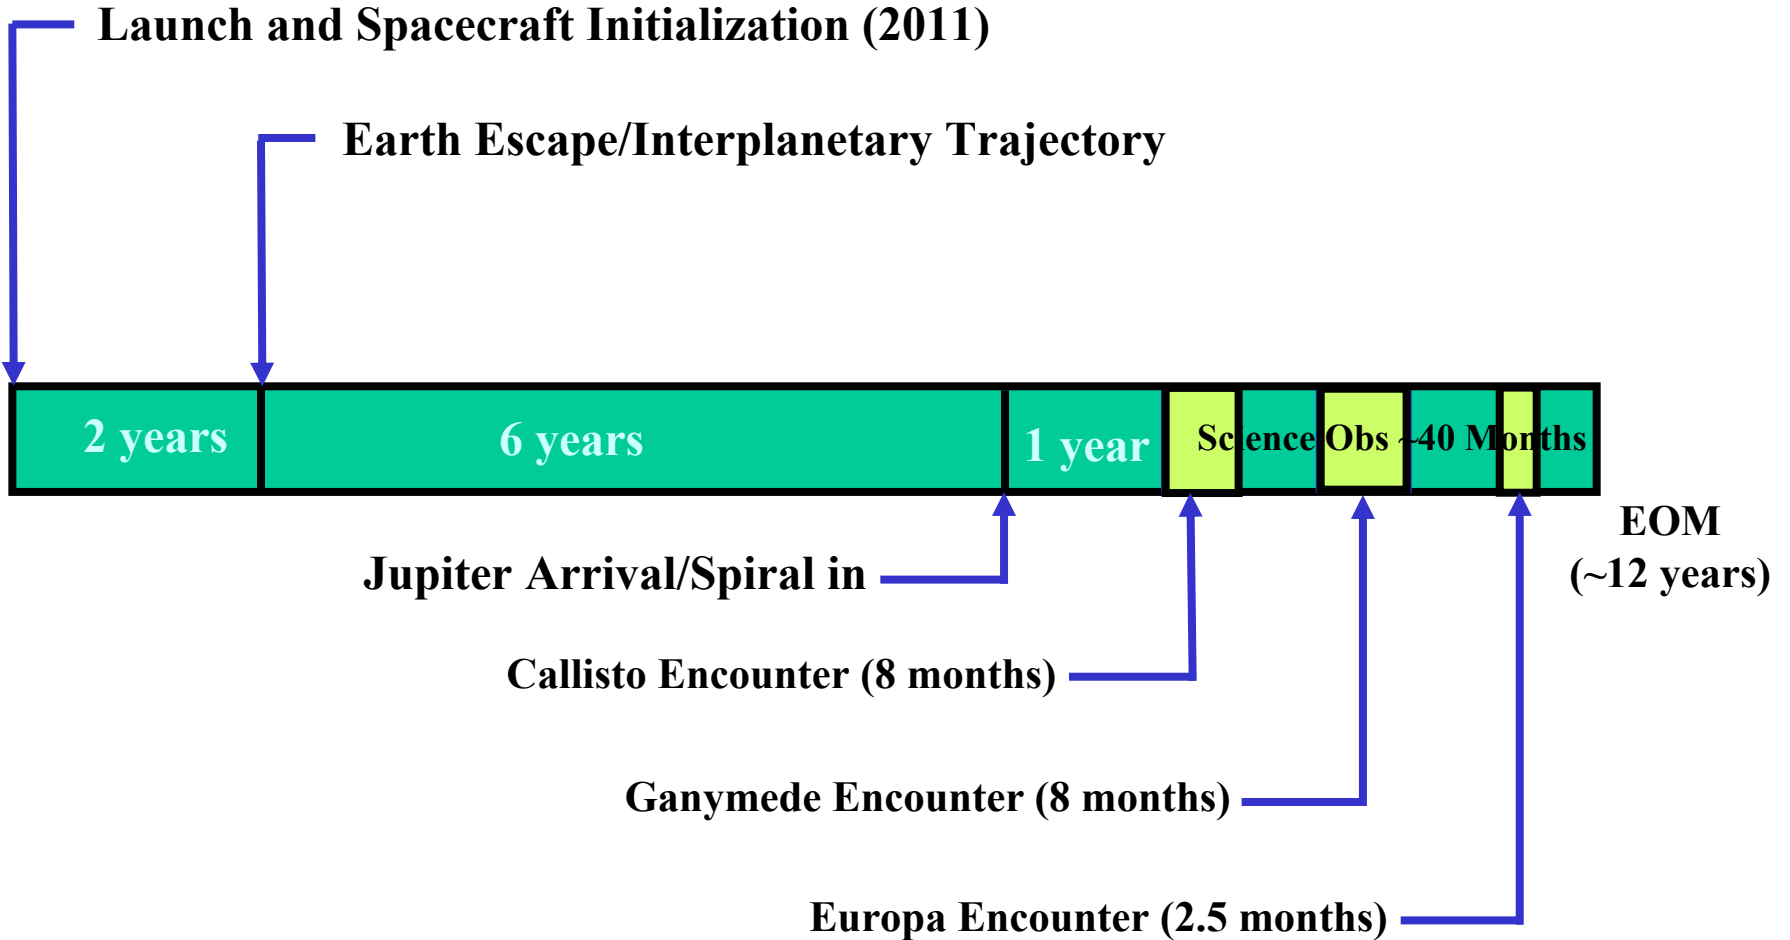 Launch and Spacecraft Initialization (2011)
Earth Escape/Interplanetary Trajectory
2 years
6 years
1 year
Science Obs ~40 Months
EOM
(~12 years)
Jupiter Arrival/Spiral in
Callisto Encounter (8 months)
Ganymede Encounter (8 months)
Europa Encounter (2.5 months)